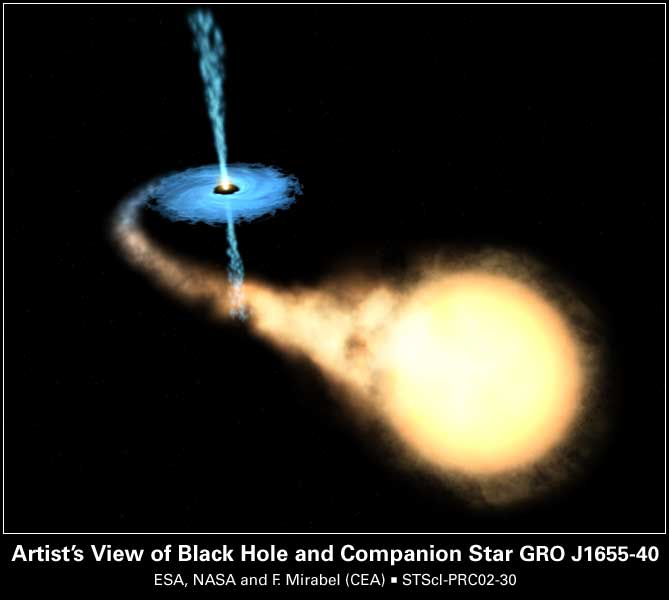 Artist’s View of Black Hole and Companion Star GRO J1655-40
ESA, NASA and F. Mirabel (CEA) ▪ STScI-PRC02-30